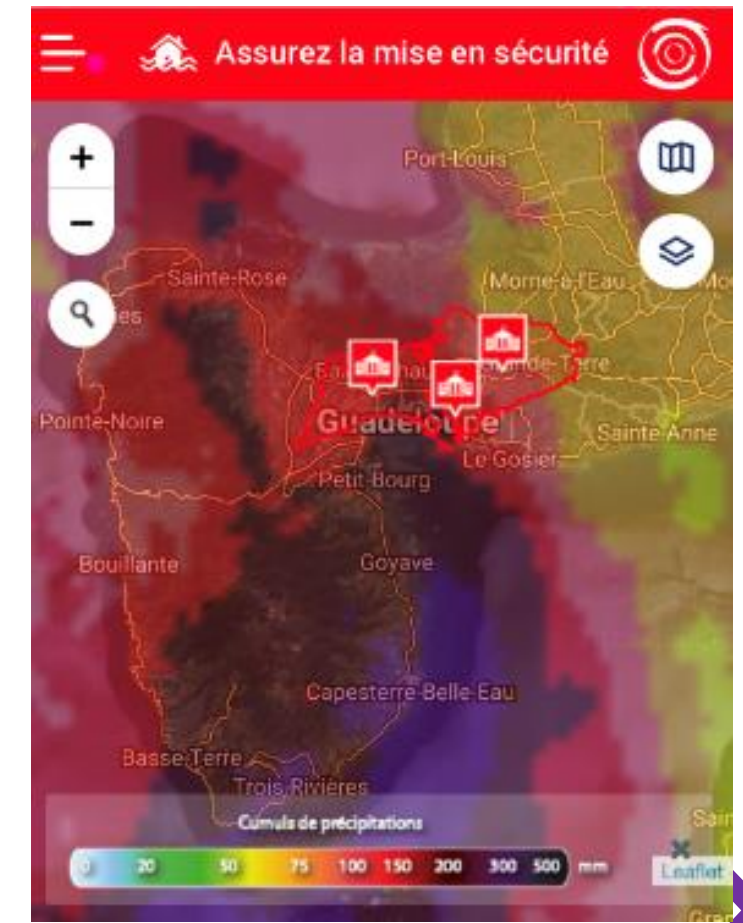 Assurez la mise en sécurité
+
Port-Louis
−
Sainte-Rose
Morne-à-l'Eau
Pointe-Noire
Guadeloupe
Sainte-Anne
Le Gosier
Petit-Bourg
Bouillante
Goyave
Capesterre-Belle-Eau
Basse-Terre
Trois-Rivières
Cumuls de précipitations
0 20 50 75 100 150 200 300 500 mm
Leaflet